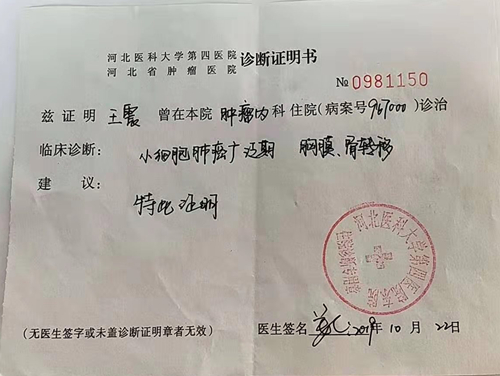 河北医科大学第四医院
河北省肿瘤医院
诊断证明书
№0981150
兹证明 王震 曾在本院 肿瘤内 科住院(病案号967000)诊治
临床诊断: 小细胞肺癌广泛期 胸膜、骨转移
建议:
特此证明
河北医科大学第四医院
医生签名 2019年10月22日
(无医生签字或未盖诊断证明章者无效)